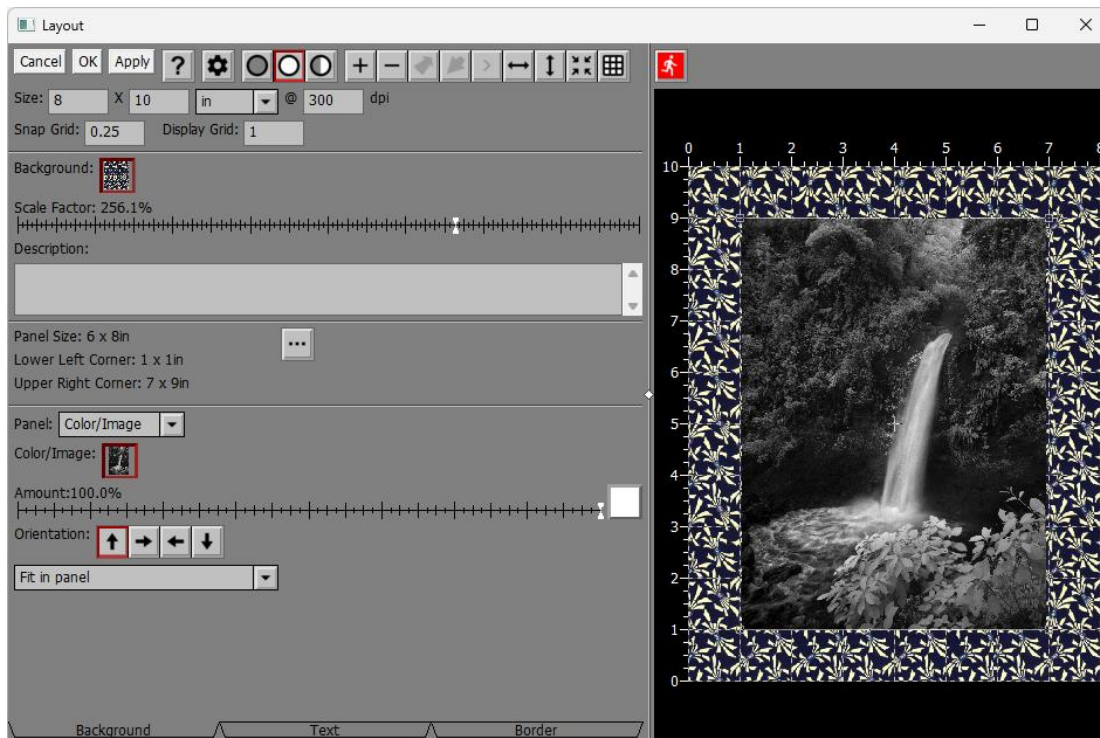 Layout
Cancel OK Apply ?
Size: 8 X 10 in @ 300 dpi
Snap Grid: 0.25 Display Grid: 1
Background:
Scale Factor: 256.1%
Description:
Panel Size: 6 x 8in
...
Lower Left Corner: 1 x 1in
Upper Right Corner: 7 x 9in
Panel: Color/Image
Color/Image:
Amount:100.0%
Orientation:
Fit in panel
Background Text Border
0 1 2 3 4 5 6 7 8
10
9
8
7
6
5
4
3
2
1
0